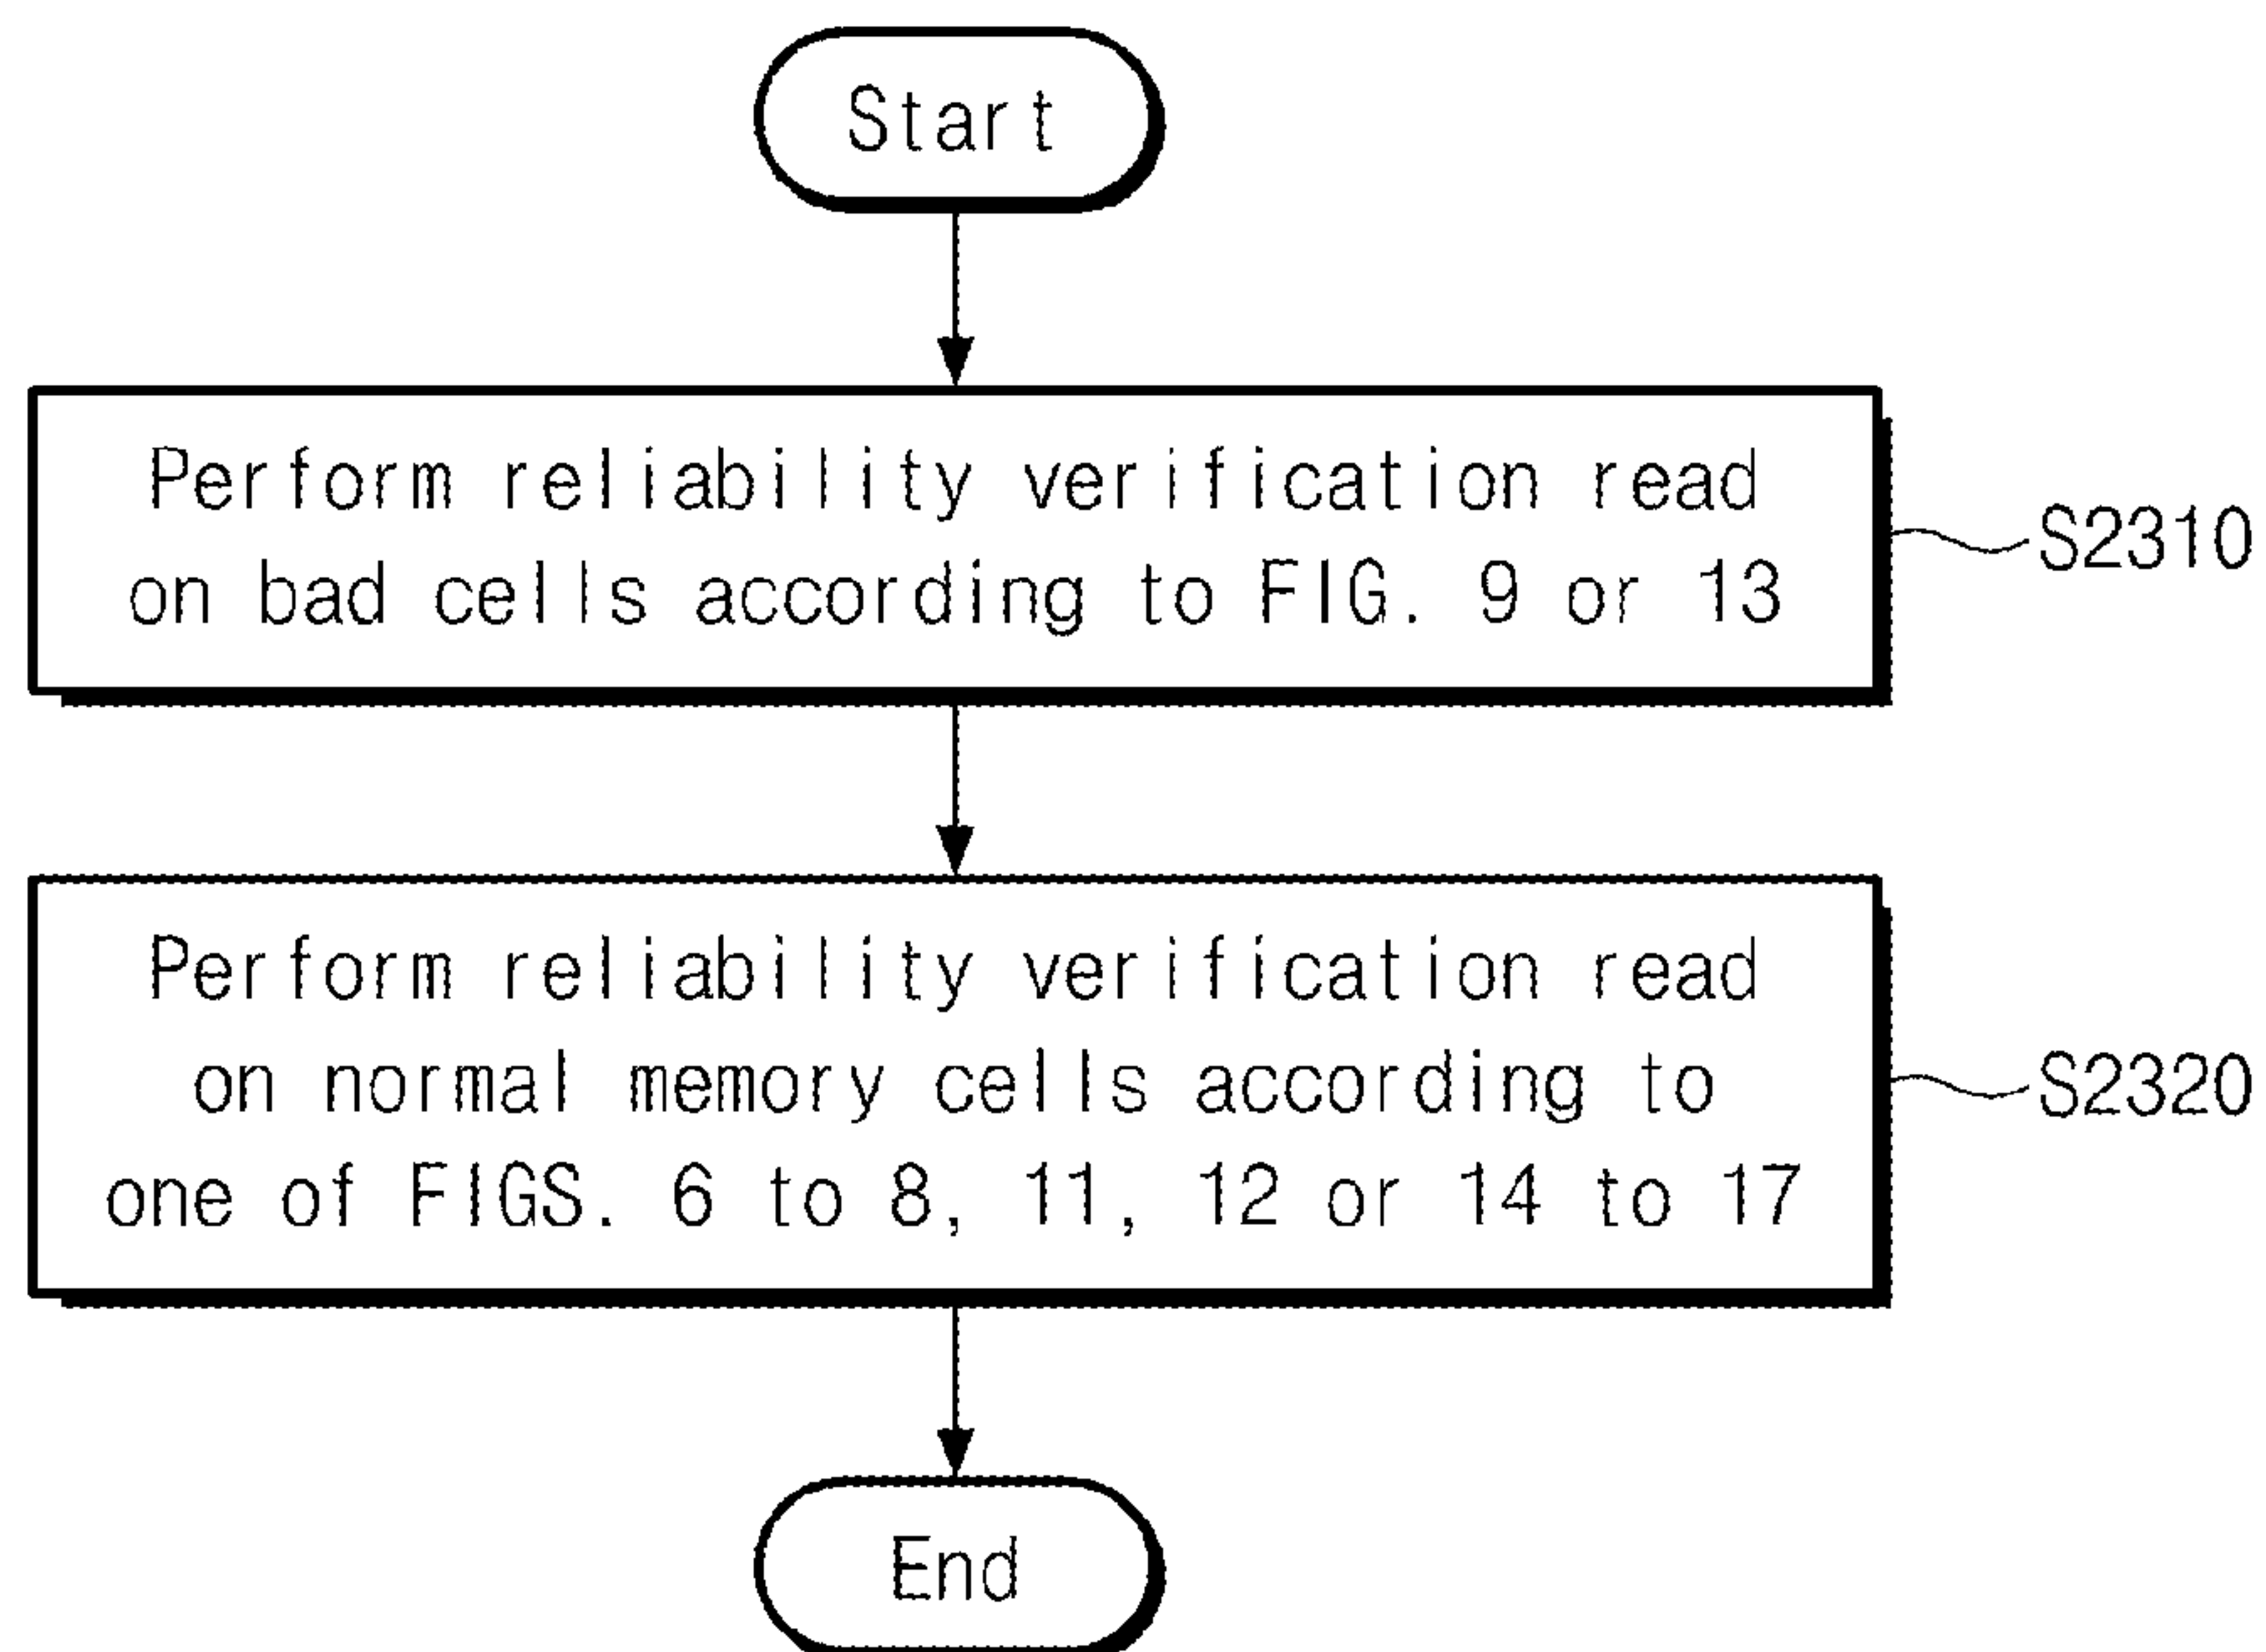 Start
Perform reliability verification read
on bad cells according to FIG. 9 or 13
S2310
Perform reliability verification read
on normal memory cells according to
one of FIGS. 6 to 8, 11, 12 or 14 to 17
S2320
End